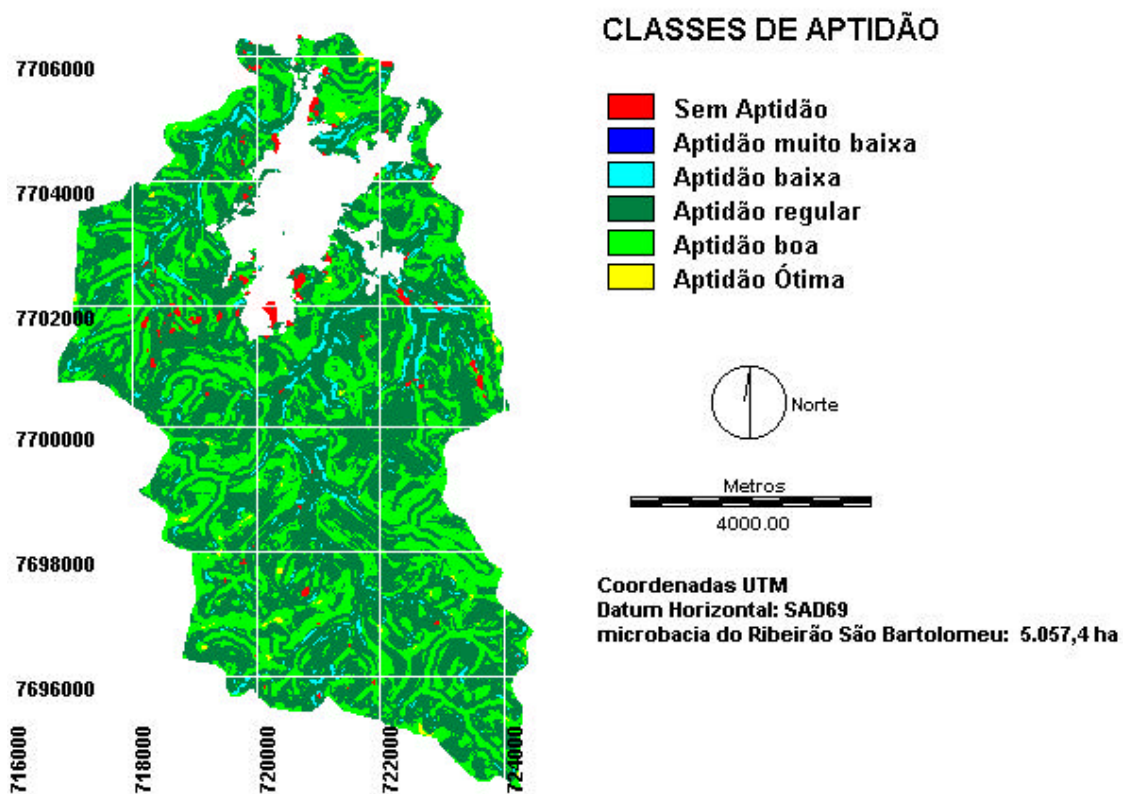 CLASSES DE APTIDÃO
Sem Aptidão
Aptidão muito baixa
Aptidão baixa
Aptidão regular
Aptidão boa
Aptidão Ótima
Norte
Metros
4000.00
Coordenadas UTM
Datum Horizontal: SAD69
microbacia do Ribeirão São Bartolomeu: 5.057,4 ha
7706000
7704000
7702000
7700000
7698000
7696000
716000
718000
720000
722000
724000